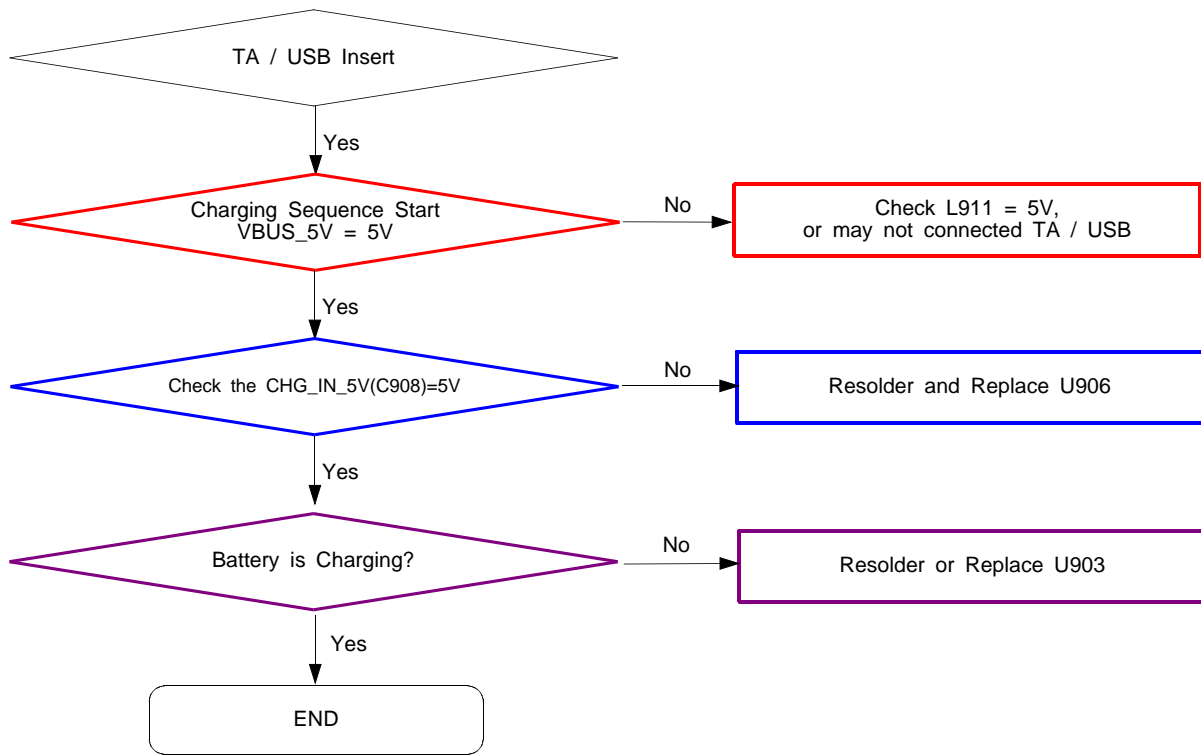 TA / USB Insert
Yes
Charging Sequence Start
VBUS_5V = 5V
No
Check L911 = 5V,
or may not connected TA / USB
Yes
Check the CHG_IN_5V(C908)=5V
No
Resolder and Replace U906
Yes
Battery is Charging?
No
Resolder or Replace U903
Yes
END